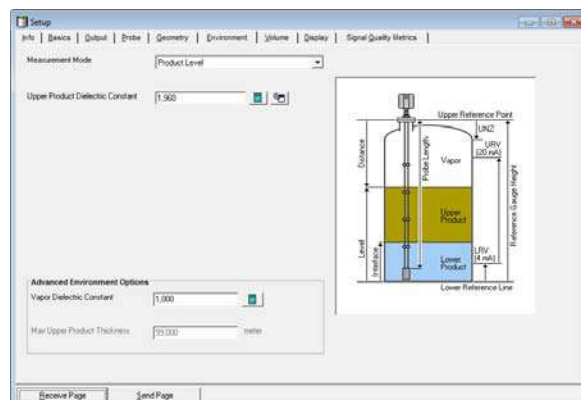 Setup
Info | Basics | Output | Probe | Geometry | Environment | Volume | Display | Signal Quality Metrics |
Measurement Mode
Product Level
Upper Product Dielectric Constant
1,960
Upper Reference Point
UNZ
URV
(20 mA)
Vapor
Distance
Probe Length
Reference Gauge Height
Upper
Product
Level
Interface
LRV
(4 mA)
Lower
Product
Lower Reference Line
Advanced Environment Options
Vapor Dielectric Constant
1,000
Max Upper Product Thickness
99,000
meter
Receive Page
Send Page